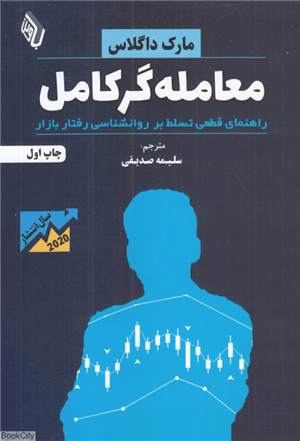 مارک داگلاس
معامله‌گر کامل
راهنمای قطعی تسلط بر روانشناسی رفتار بازار
مترجم:
سلیمه صدیقی
چاپ اول
سال انتشار
2020
BookCity